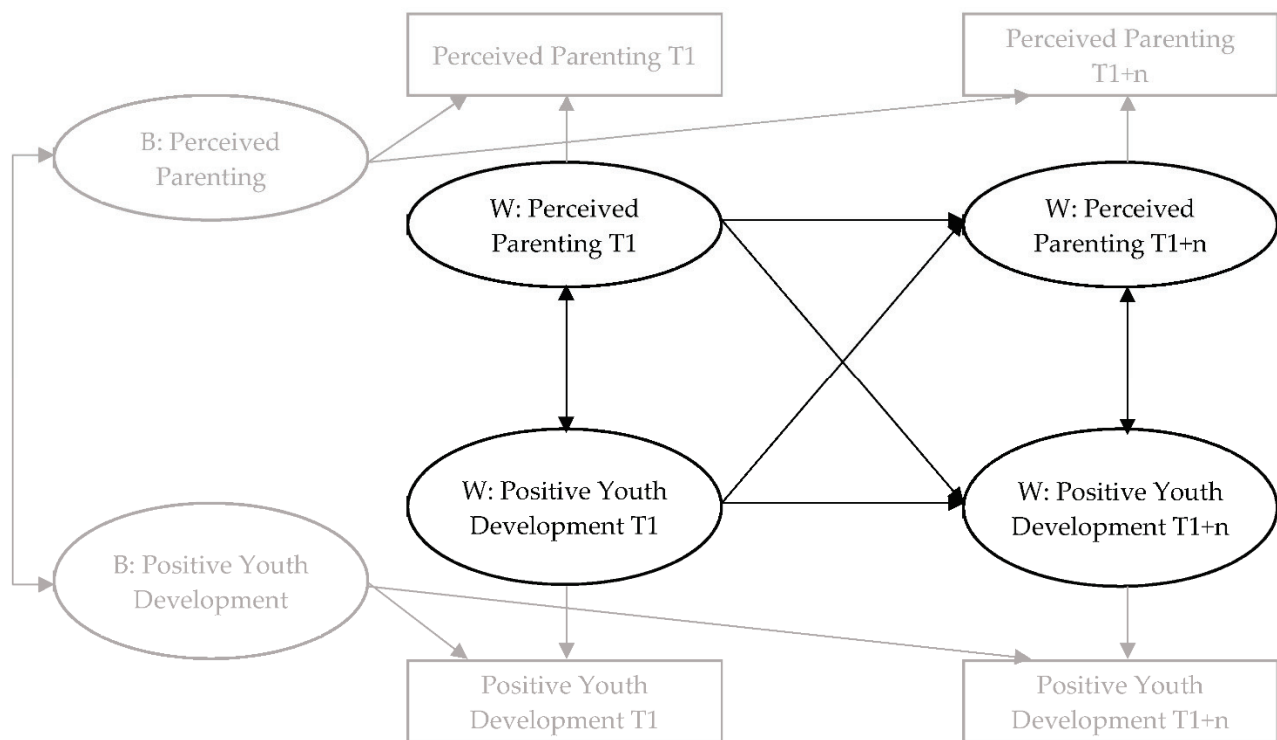 Perceived Parenting T1
Perceived Parenting
T1+n
B: Perceived
Parenting
W: Perceived
Parenting T1
W: Perceived
Parenting T1+n
W: Positive Youth
Development T1
W: Positive Youth
Development T1+n
B: Positive Youth
Development
Positive Youth
Development T1
Positive Youth
Development T1+n